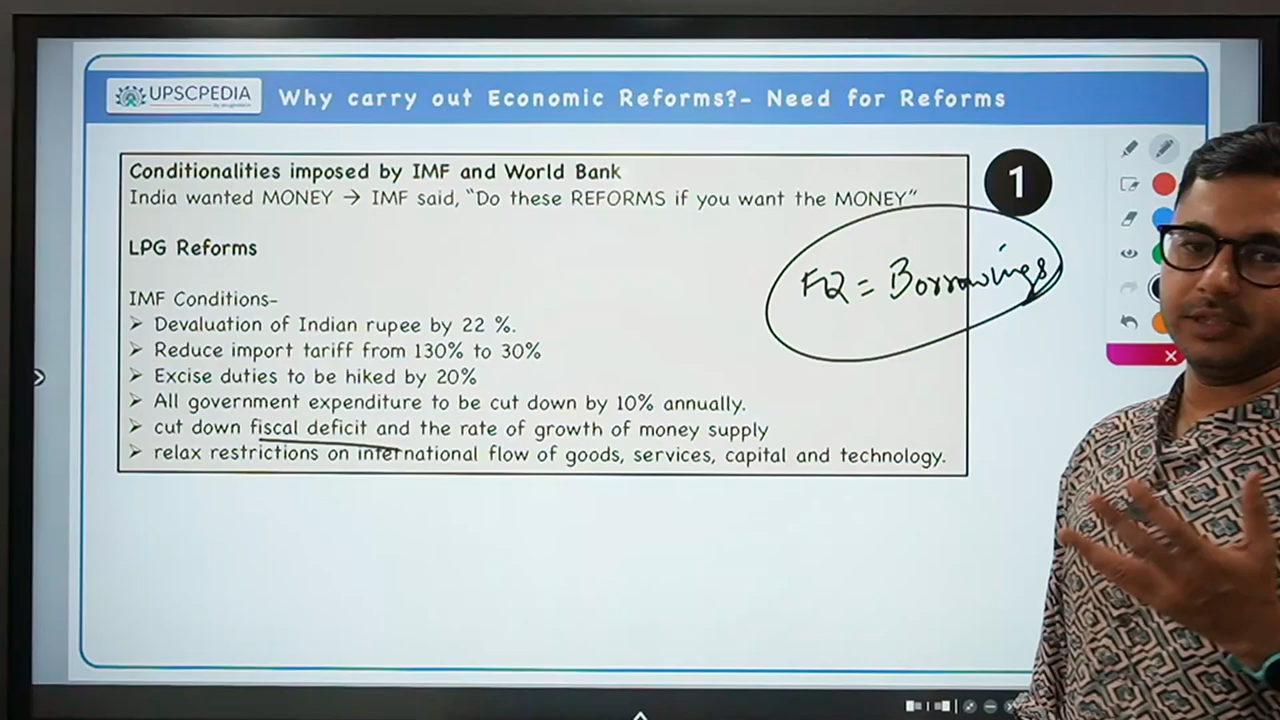 UPSCPEDIA
Why carry out Economic Reforms?- Need for Reforms
Conditionalities imposed by IMF and World Bank
India wanted MONEY → IMF said, “Do these REFORMS if you want the MONEY”
1
LPG Reforms
= Borrowings
IMF Conditions-
➢ Devaluation of Indian rupee by 22 %.
➢ Reduce import tariff from 130% to 30%
➢ Excise duties to be hiked by 20%
➢ All government expenditure to be cut down by 10% annually.
➢ cut down fiscal deficit and the rate of growth of money supply
➢ relax restrictions on international flow of goods, services, capital and technology.